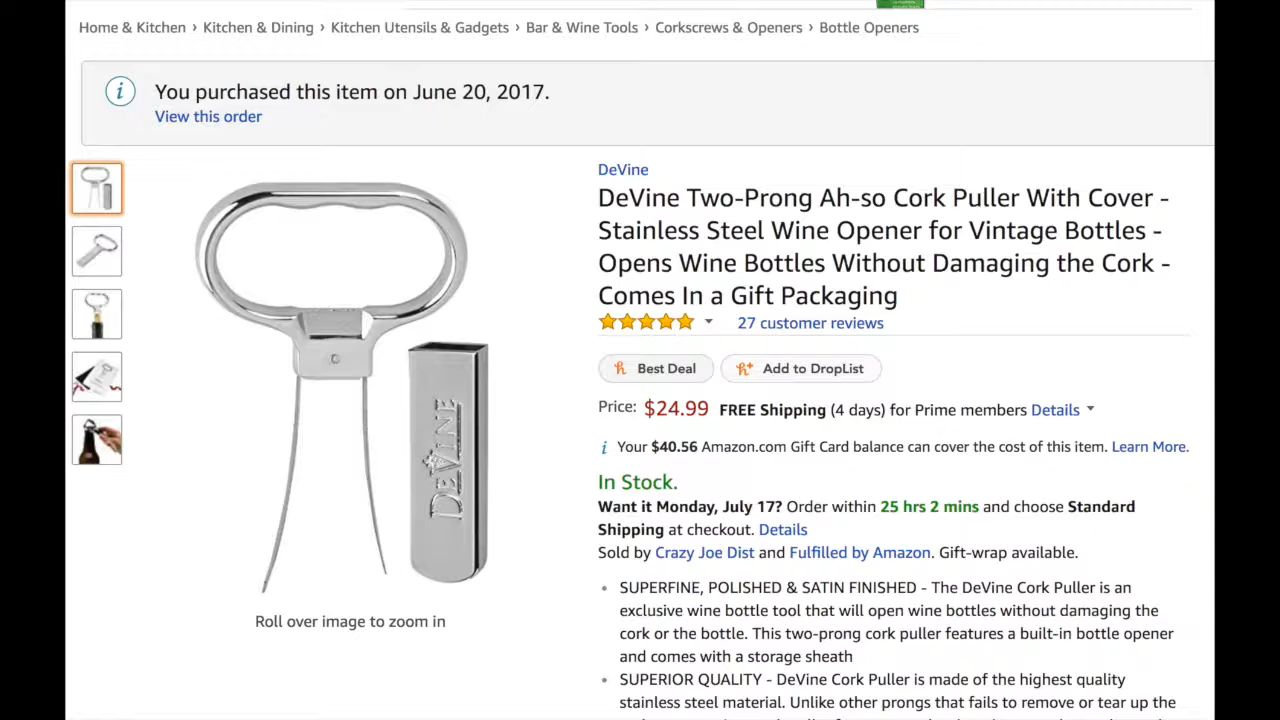 Home & Kitchen › Kitchen & Dining › Kitchen Utensils & Gadgets › Bar & Wine Tools › Corkscrews & Openers › Bottle Openers
i You purchased this item on June 20, 2017.
View this order
DeVine
DeVine Two-Prong Ah-so Cork Puller With Cover -
Stainless Steel Wine Opener for Vintage Bottles -
Opens Wine Bottles Without Damaging the Cork -
Comes In a Gift Packaging
27 customer reviews
Best Deal
Add to DropList
Price: $24.99 FREE Shipping (4 days) for Prime members Details
i Your $40.56 Amazon.com Gift Card balance can cover the cost of this item. Learn More.
In Stock.
Want it Monday, July 17? Order within 25 hrs 2 mins and choose Standard
Shipping at checkout. Details
Sold by Crazy Joe Dist and Fulfilled by Amazon. Gift-wrap available.
• SUPERFINE, POLISHED & SATIN FINISHED - The DeVine Cork Puller is an
exclusive wine bottle tool that will open wine bottles without damaging the
cork or the bottle. This two-prong cork puller features a built-in bottle opener
and comes with a storage sheath
• SUPERIOR QUALITY - DeVine Cork Puller is made of the highest quality
stainless steel material. Unlike other prongs that fails to remove or tear up the
DEVINE
Roll over image to zoom in